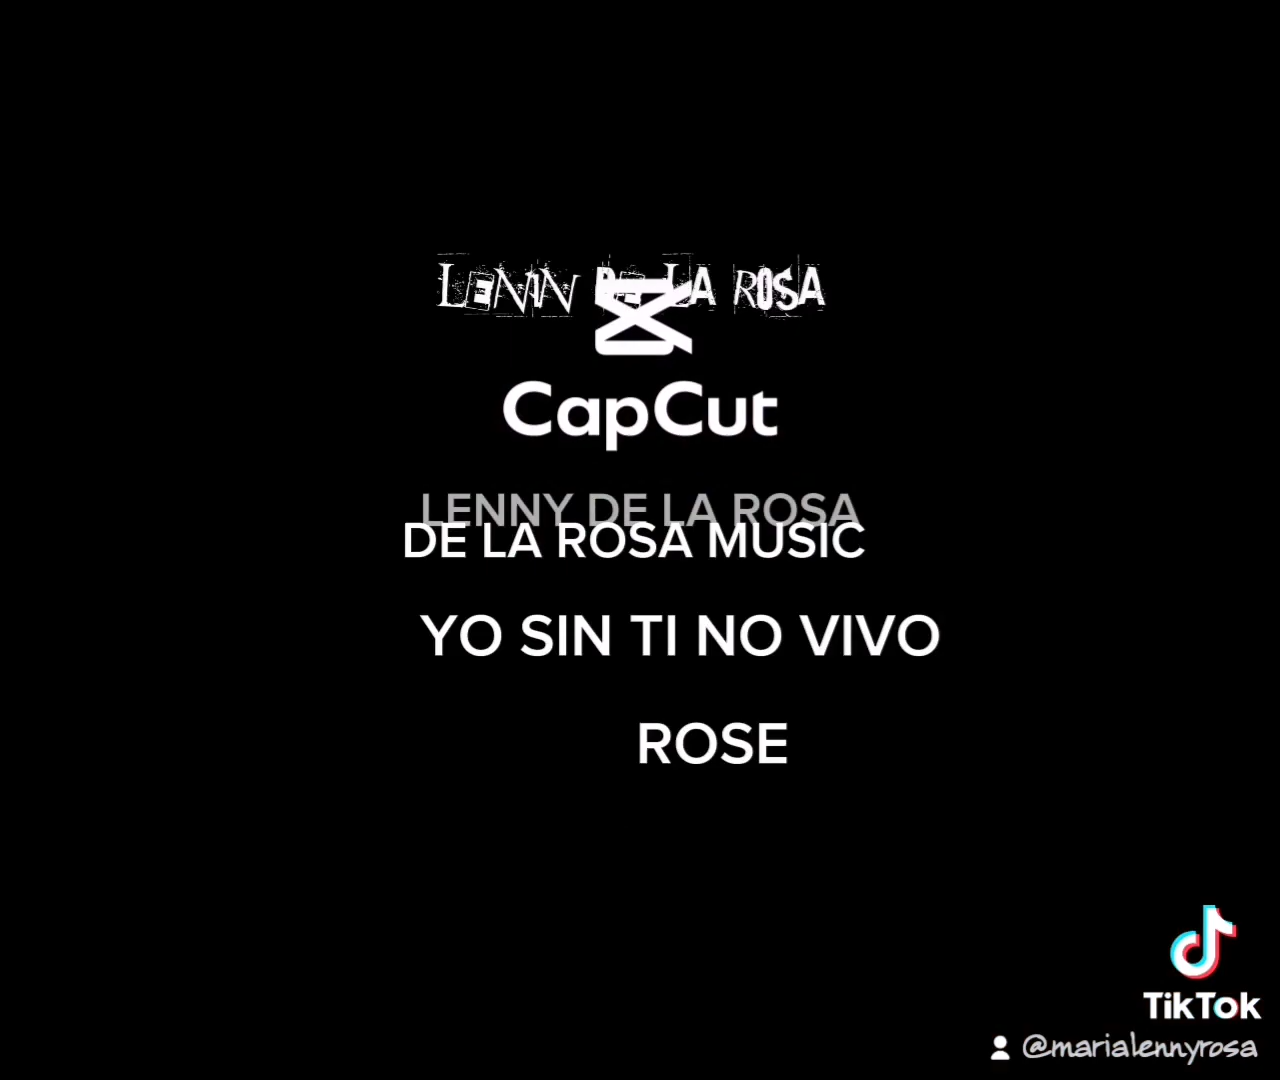 LENIN DE LA ROSA
CapCut
LENNY DE LA ROSA
DE LA ROSA MUSIC
YO SIN TI NO VIVO
ROSE
TikTok
@marialennyrosa